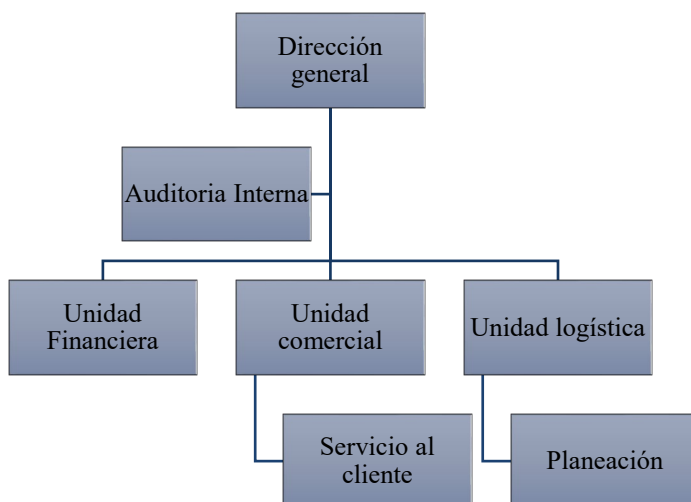 Dirección
general
Auditoria Interna
Unidad
Financiera
Unidad
comercial
Unidad logística
Servicio al
cliente
Planeación